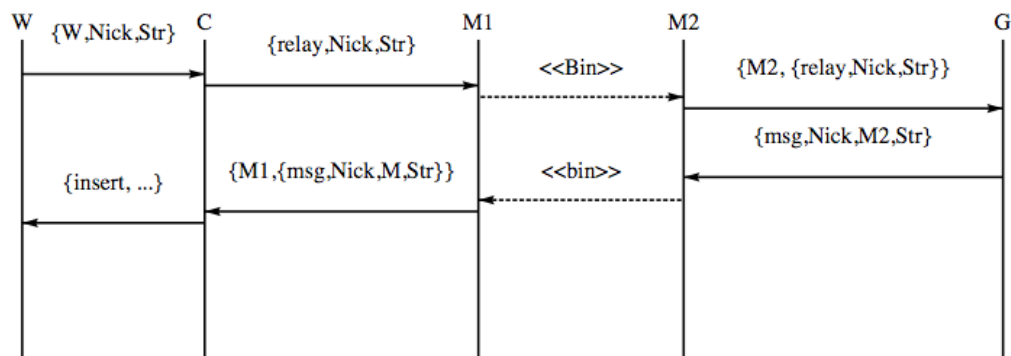 W C M1 M2 G
{W,Nick,Str}
{relay,Nick,Str}
<<Bin>>
{M2, {relay,Nick,Str}}
{msg,Nick,M2,Str}
<<bin>>
{M1,{msg,Nick,M,Str}}
{insert, ...}